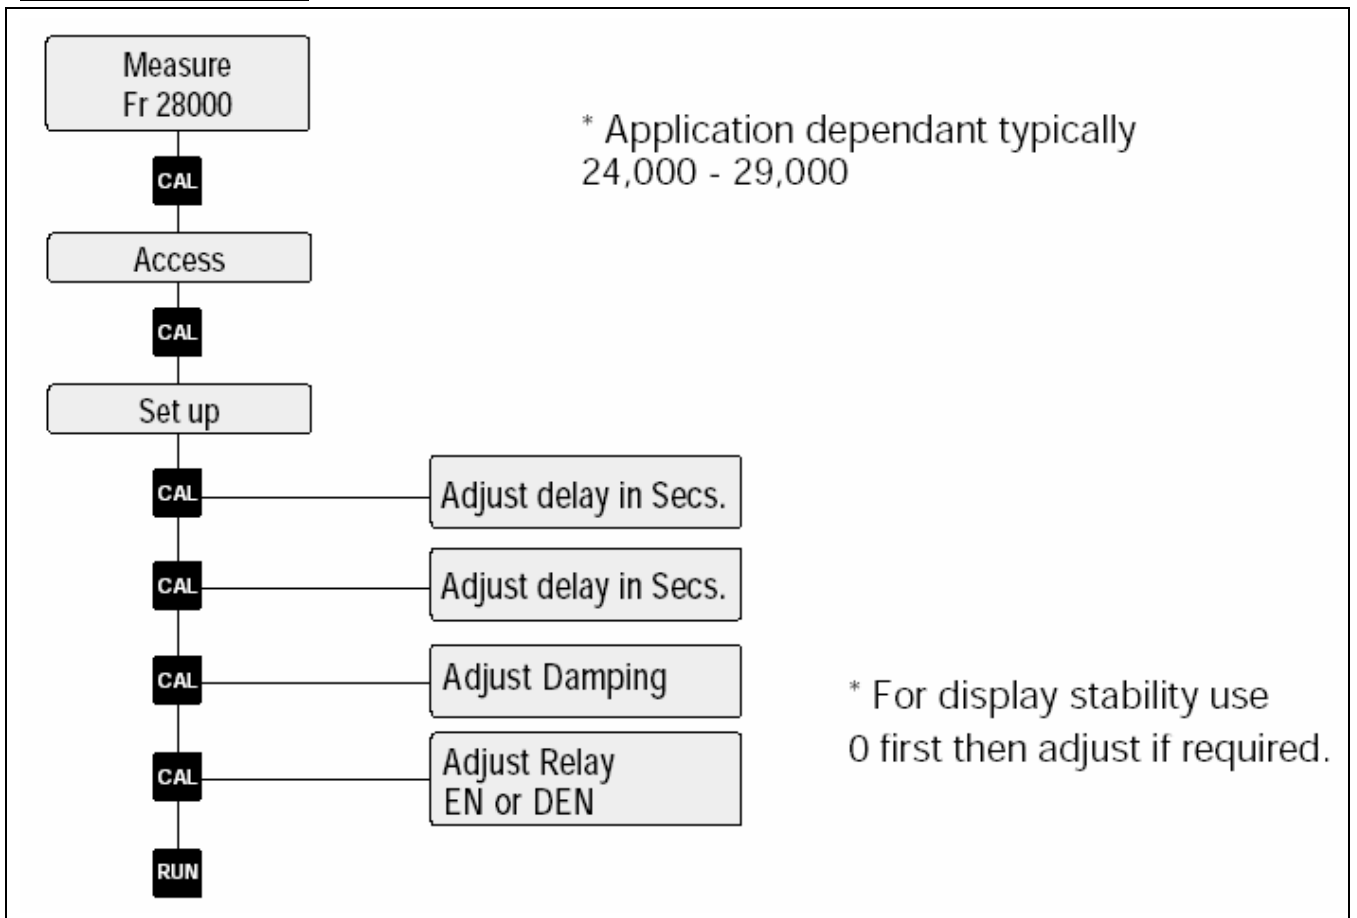 Measure
Fr 28000
* Application dependant typically
24,000 - 29,000
CAL
Access
CAL
Set up
CAL
Adjust delay in Secs.
CAL
Adjust delay in Secs.
CAL
Adjust Damping
* For display stability use
0 first then adjust if required.
CAL
Adjust Relay
EN or DEN
RUN